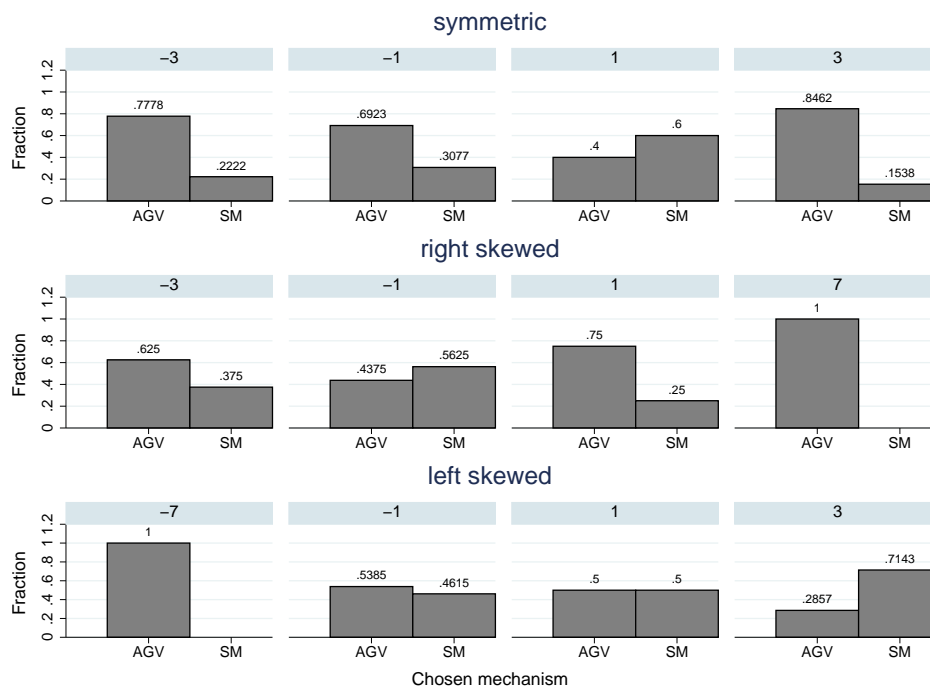 symmetric
−3 −1 1 3
Fraction
0 .2 .4 .6 .8 1 1.2
.7778 .2222 .6923 .3077 .4 .6 .8462 .1538
AGV SM AGV SM AGV SM AGV SM
right skewed
−3 −1 1 7
Fraction
0 .2 .4 .6 .8 1 1.2
.625 .375 .4375 .5625 .75 .25 1
AGV SM AGV SM AGV SM AGV SM
left skewed
−7 −1 1 3
Fraction
0 .2 .4 .6 .8 1 1.2
1 .5385 .4615 .5 .5 .2857 .7143
AGV SM AGV SM AGV SM AGV SM
Chosen mechanism